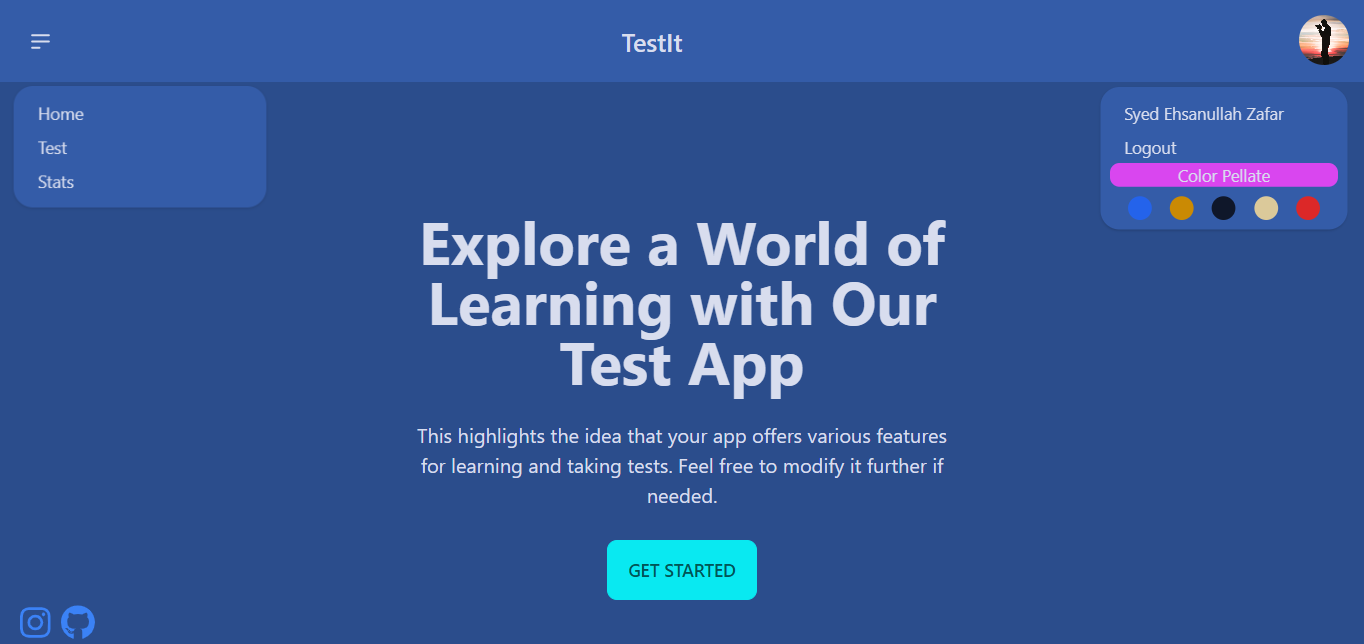 TestIt
Home
Test
Stats
Syed Ehsanullah Zafar
Logout
Color Pellate
Explore a World of
Learning with Our
Test App
This highlights the idea that your app offers various features
for learning and taking tests. Feel free to modify it further if
needed.
GET STARTED